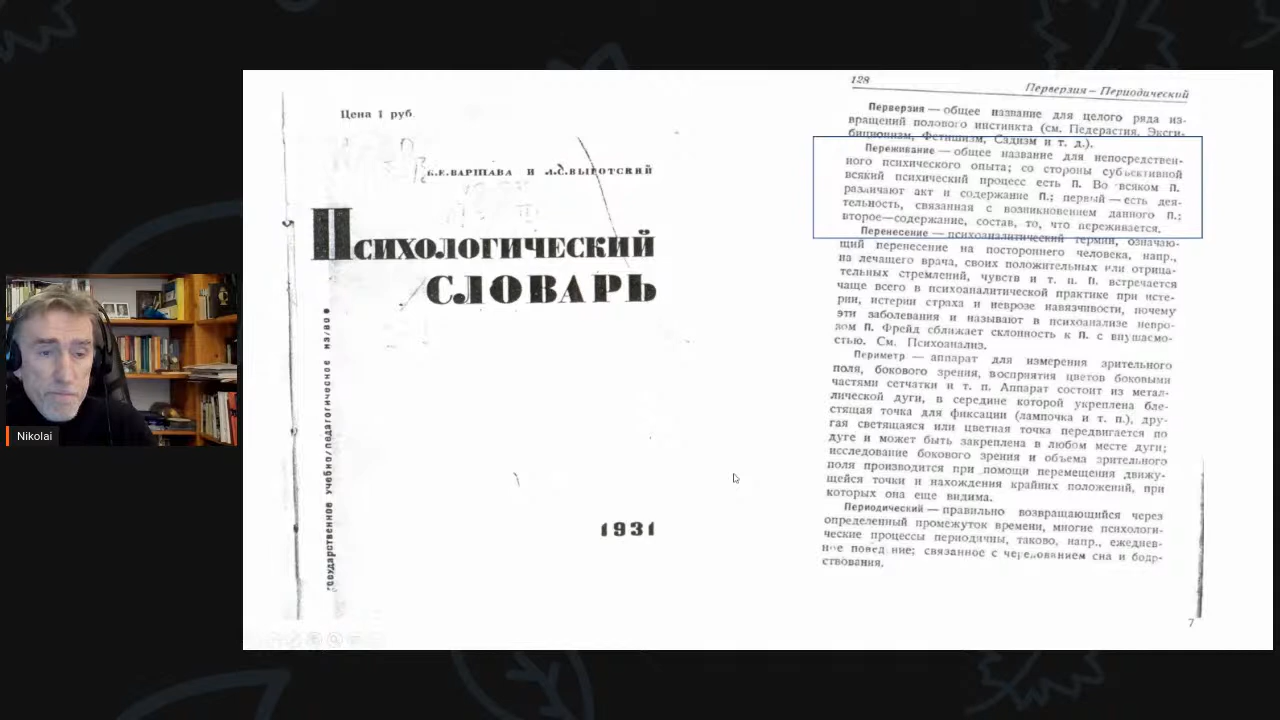 Цена 1 руб.
Б.Е.ВАРШАВА И Л.С.ВЫГОТСКИЙ
ПСИХОЛОГИЧЕСКИЙ
СЛОВАРЬ
1931
государственное учебно/педагогическое из/во
128
Перверзия — Периодический
Перверзия — общее название для целого ряда из-
вращений полового инстинкта (см. Педерастия, Эксги-
биционизм, Фетишизм, Садизм и т. д.).
Переживание — общее название для непосредствен-
ного психического опыта; со стороны субъективной
всякий психический процесс есть П. Во всяком П.
различают акт и содержание П.; первый — есть дея-
тельность, связанная с возникновением данного П.;
второе—содержание, состав, то, что переживается.
Перенесение — психоаналитический термин, означаю-
щий перенесение на постороннего человека, напр.,
на лечащего врача, своих положительных или отрица-
тельных стремлений, чувств и т. п. П. встречается
чаще всего в психоаналитической практике при исте-
рии, истерии страха и неврозе навязчивости, почему
эти заболевания и называют в психоанализе невро-
зом П. Фрейд сближает склонность к П. с внушаемо-
стью. См. Психоанализ.
Периметр — аппарат для измерения зрительного
поля, бокового зрения, восприятия цветов боковыми
частями сетчатки и т. п. Аппарат состоит из метал-
лической дуги, в середине которой укреплена бле-
стящая точка для фиксации (лампочка и т. п.), дру-
гая светящаяся или цветная точка передвигается по
дуге и может быть закреплена в любом месте дуги;
исследование бокового зрения и объема зрительного
поля производится при помощи перемещения движу-
щейся точки и нахождения крайних положений, при
которых она еще видима.
Периодический — правильно возвращающийся через
определенный промежуток времени, многие психологи-
ческие процессы периодичны, таково, напр., ежеднев-
ное поведение; связанное с чередованием сна и бодр-
ствования.
7
Nikolai